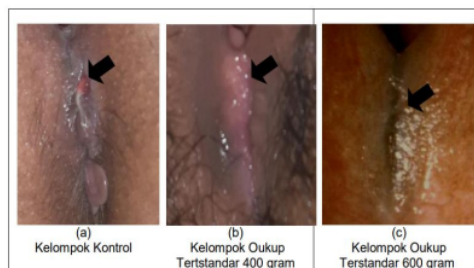 (a)
Kelompok Kontrol
(b)
Kelompok Oukup
Tertstandar 400 gram
(c)
Kelompok Oukup
Terstandar 600 gram